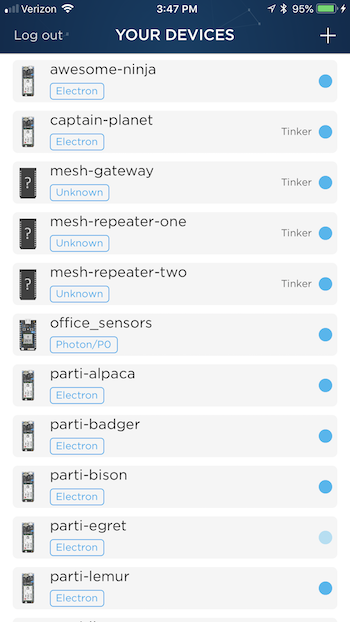 Verizon 3:47 PM 95%
Log out YOUR DEVICES +
awesome-ninja
Electron
captain-planet
Electron
Tinker
mesh-gateway
? Unknown
Tinker
mesh-repeater-one
? Unknown
Tinker
mesh-repeater-two
? Unknown
Tinker
office_sensors
Photon/P0
parti-alpaca
Electron
parti-badger
Electron
parti-bison
Electron
parti-egret
Electron
parti-lemur
Electron